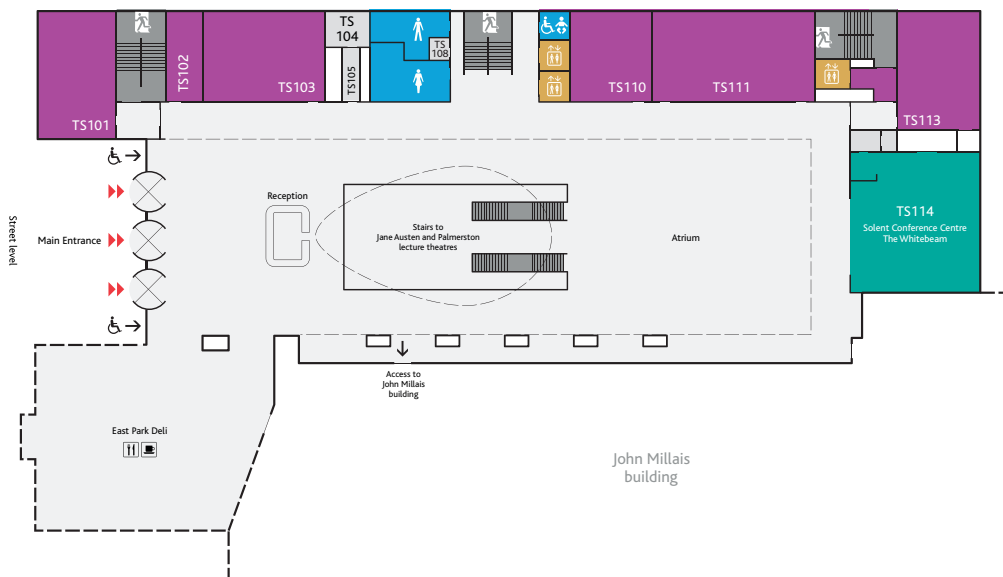 TS
104
TS102
TS
108
TS105
TS103
TS110
TS111
TS101
TS113
Reception
TS114
Solent Conference Centre
The Whitebeam
Street level
Main Entrance
Stairs to
Jane Austen and Palmerston
lecture theatres
Atrium
Access to
John Millais
building
East Park Deli
John Millais
building